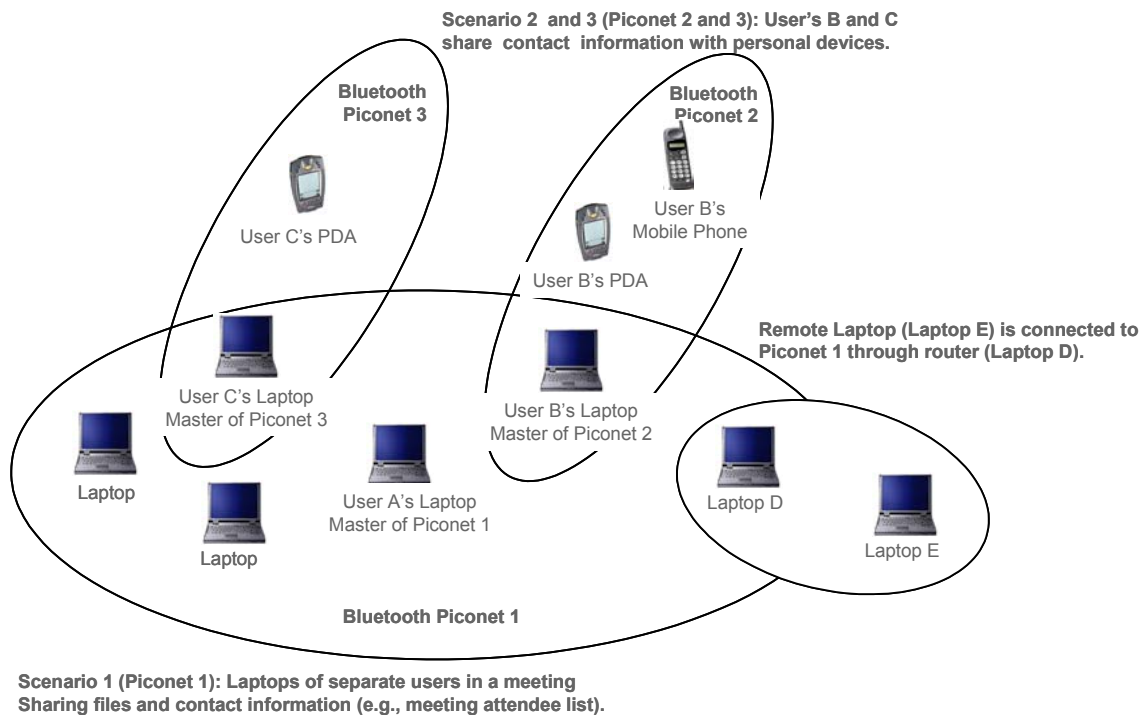 Scenario 2 and 3 (Piconet 2 and 3): User's B and C
share contact information with personal devices.
Bluetooth
Piconet 3
Bluetooth
Piconet 2
User C's PDA
User B's
Mobile Phone
User B's PDA
Remote Laptop (Laptop E) is connected to
Piconet 1 through router (Laptop D).
User C's Laptop
Master of Piconet 3
User B's Laptop
Master of Piconet 2
Laptop
User A's Laptop
Master of Piconet 1
Laptop D
Laptop
Laptop E
Bluetooth Piconet 1
Scenario 1 (Piconet 1): Laptops of separate users in a meeting
Sharing files and contact information (e.g., meeting attendee list).